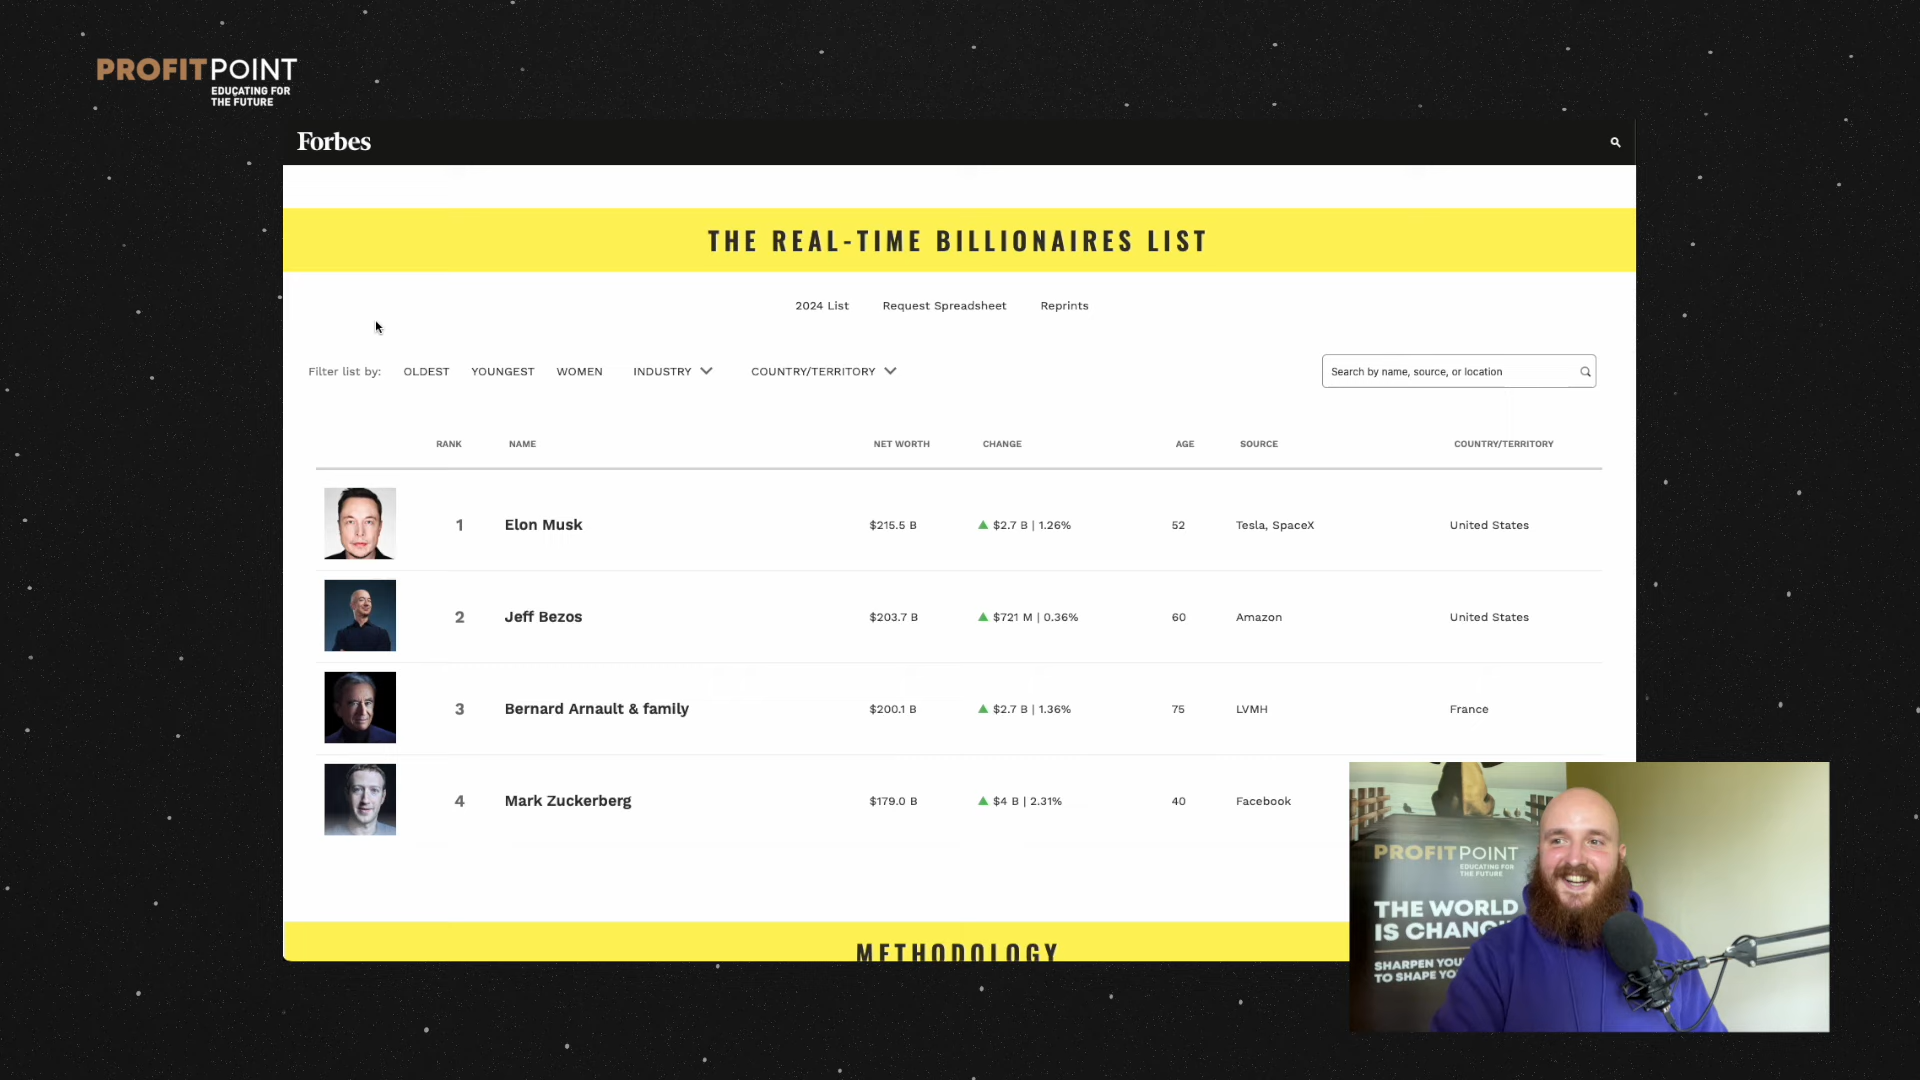 PROFITPOINT
EDUCATING FOR
THE FUTURE
Forbes
THE REAL-TIME BILLIONAIRES LIST
2024 List Request Spreadsheet Reprints
Filter list by: OLDEST YOUNGEST WOMEN INDUSTRY COUNTRY/TERRITORY Search by name, source, or location
RANK NAME NET WORTH CHANGE AGE SOURCE COUNTRY/TERRITORY
1 Elon Musk $215.5 B $2.7 B | 1.26% 52 Tesla, SpaceX United States
2 Jeff Bezos $203.7 B $721 M | 0.36% 60 Amazon United States
3 Bernard Arnault & family $200.1 B $2.7 B | 1.36% 75 LVMH France
4 Mark Zuckerberg $179.0 B $4 B | 2.31% 40 Facebook
METHODOLOGY
PROFITPOINT
EDUCATING FOR
THE FUTURE
THE WORLD
IS CHANG
SHARPEN YOU
TO SHAPE YO